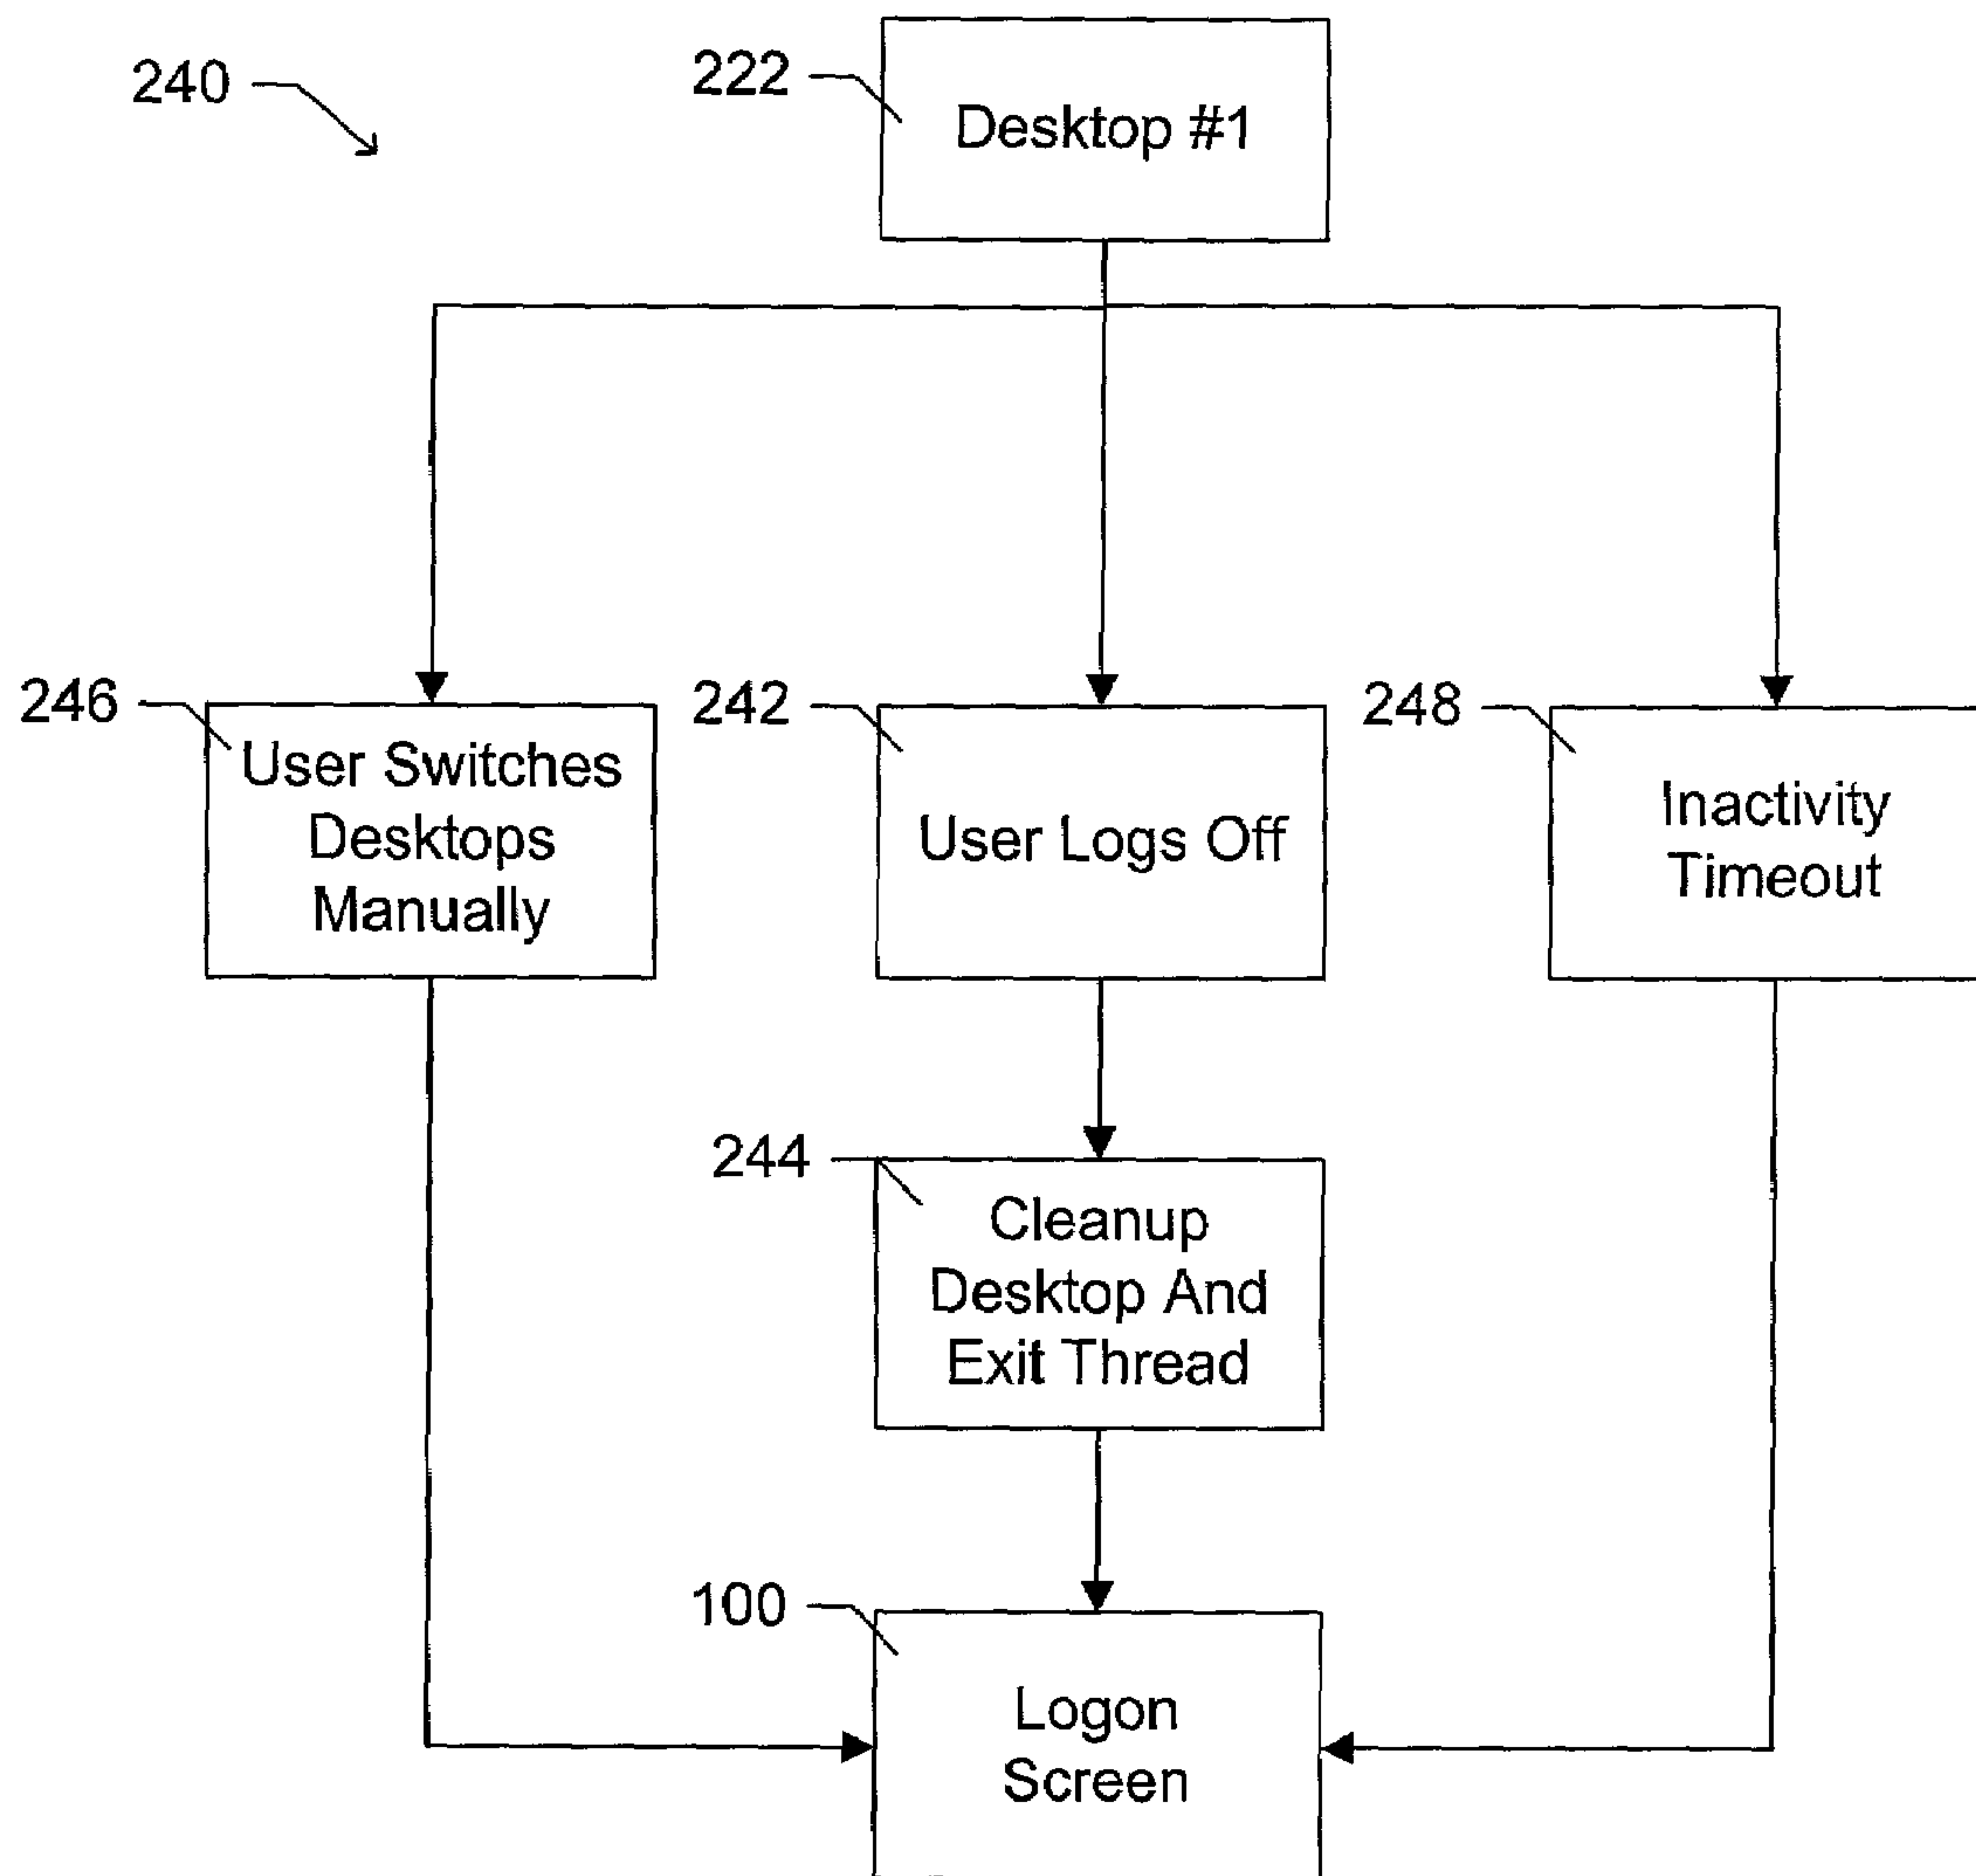 240
222
Desktop #1
246
User Switches
Desktops
Manually
242
User Logs Off
248
Inactivity
Timeout
244
Cleanup
Desktop And
Exit Thread
100
Logon
Screen